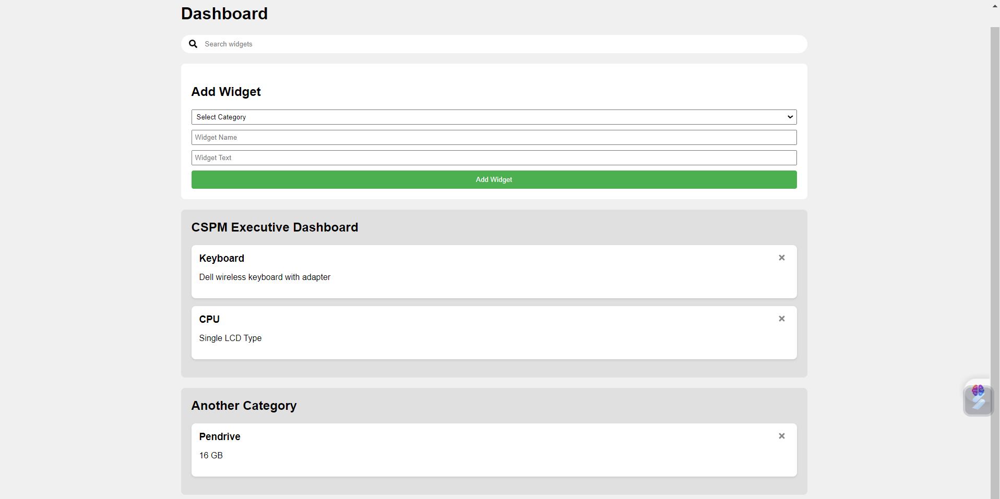 Dashboard
Search widgets
Add Widget
Select Category
Widget Name
Widget Text
Add Widget
CSPM Executive Dashboard
Keyboard
Dell wireless keyboard with adapter
CPU
Single LCD Type
Another Category
Pendrive
16 GB